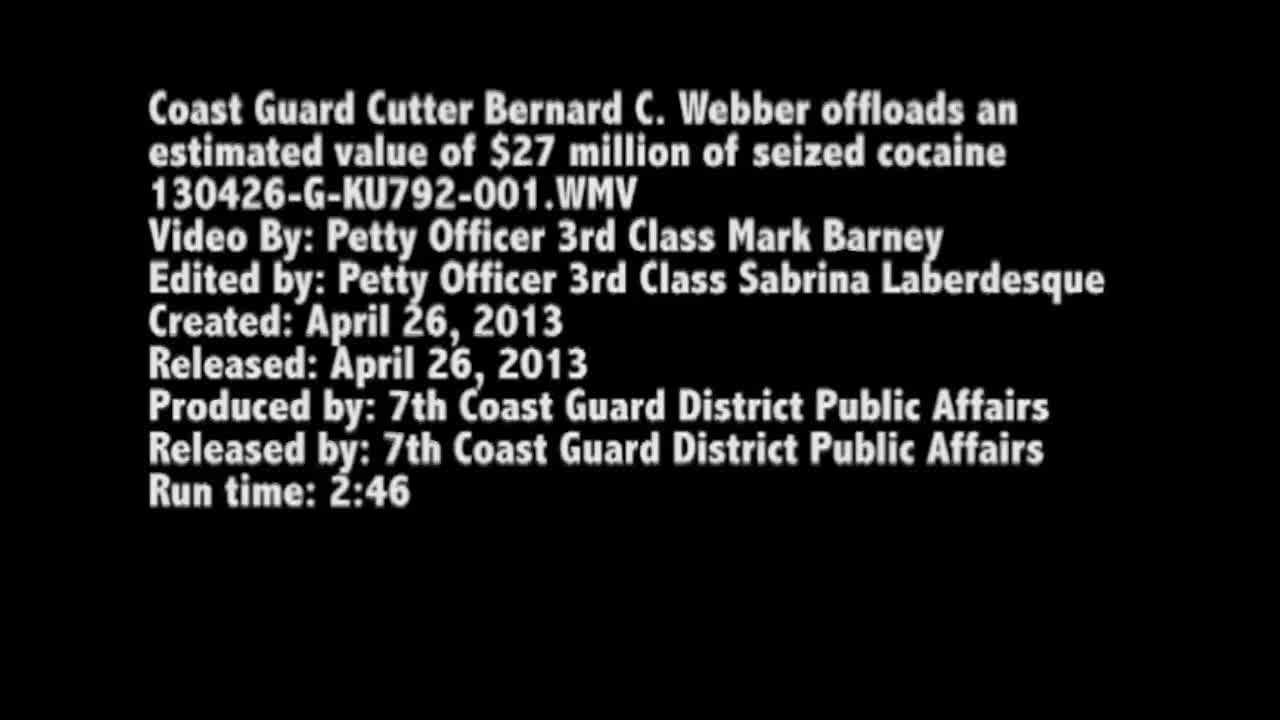 Coast Guard Cutter Bernard C. Webber offloads an
estimated value of $27 million of seized cocaine
130426-G-KU792-001.WMV
Video By: Petty Officer 3rd Class Mark Barney
Edited by: Petty Officer 3rd Class Sabrina Laberdesque
Created: April 26, 2013
Released: April 26, 2013
Produced by: 7th Coast Guard District Public Affairs
Released by: 7th Coast Guard District Public Affairs
Run time: 2:46